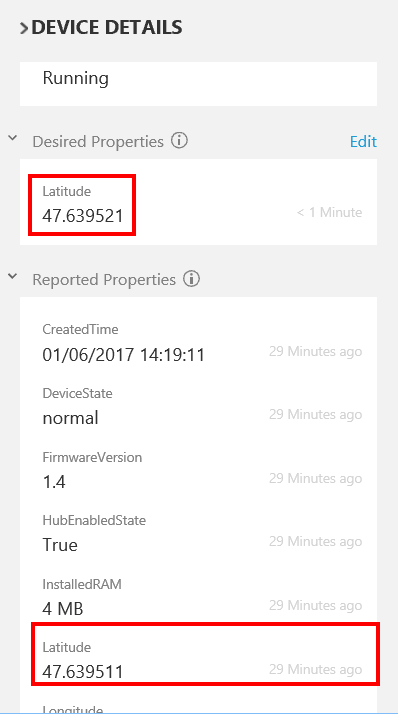 DEVICE DETAILS
Running
Desired Properties
Edit
Latitude
47.639521
< 1 Minute
Reported Properties
CreatedTime
01/06/2017 14:19:11
29 Minutes ago
DeviceState
normal
29 Minutes ago
FirmwareVersion
1.4
29 Minutes ago
HubEnabledState
True
29 Minutes ago
InstalledRAM
4 MB
29 Minutes ago
Latitude
47.639511
29 Minutes ago
Longitude